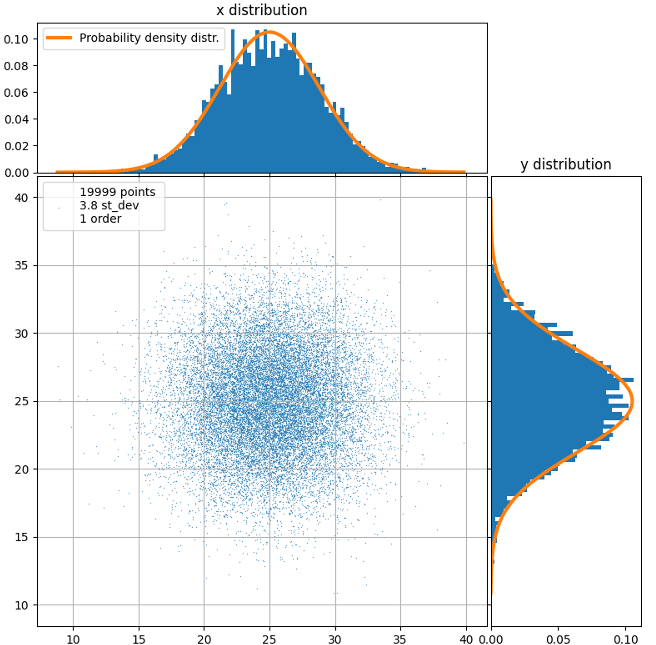 x distribution
0.10
0.08
0.06
0.04
0.02
0.00
Probability density distr.
y distribution
40
35
30
25
20
15
10
19999 points
3.8 st_dev
1 order
10 15 20 25 30 35 40
0.00 0.05 0.10